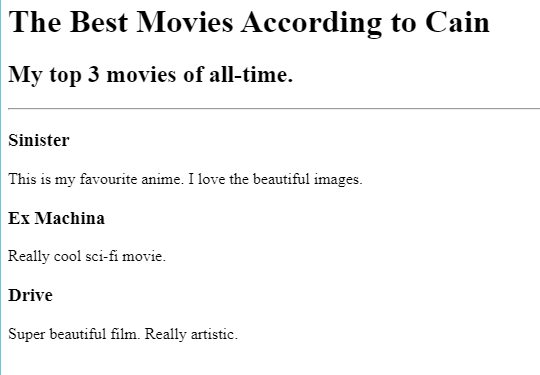 The Best Movies According to Cain
My top 3 movies of all-time.
Sinister
This is my favourite anime. I love the beautiful images.
Ex Machina
Really cool sci-fi movie.
Drive
Super beautiful film. Really artistic.